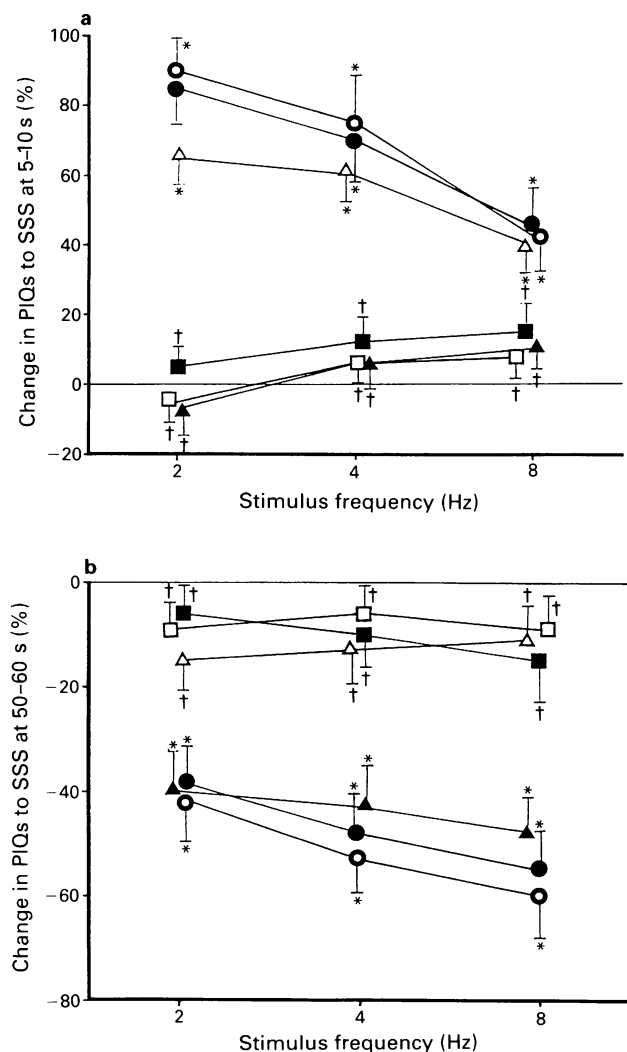 a
100
80
60
40
20
0
−20
Change in PIQs to SSS at 5–10 s (%)
* * *
* * * *
* *
† † †
† † † † † †
2 4 8
Stimulus frequency (Hz)
b
0
−20
−40
−60
−80
Change in PIQs to SSS at 50–60 s (%)
† † † † †
† † † †
* * * * * *
* * *
2 4 8
Stimulus frequency (Hz)